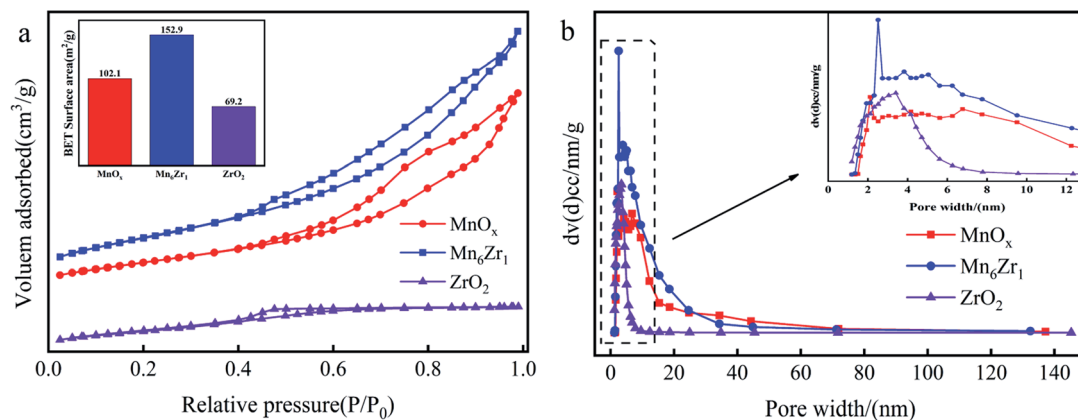 a
BET Surface area(m²/g)
102.1
152.9
69.2
MnOₓ
Mn₆Zr₁
ZrO₂
Voluem adsorbed(cm³/g)
MnOₓ
Mn₆Zr₁
ZrO₂
0.0 0.2 0.4 0.6 0.8 1.0
Relative pressure(P/P₀)
b
dv(d)cc/nm/g
dv(d)cc/nm/g
0 2 4 6 8 10 12
Pore width/(nm)
MnOₓ
Mn₆Zr₁
ZrO₂
0 20 40 60 80 100 120 140
Pore width/(nm)